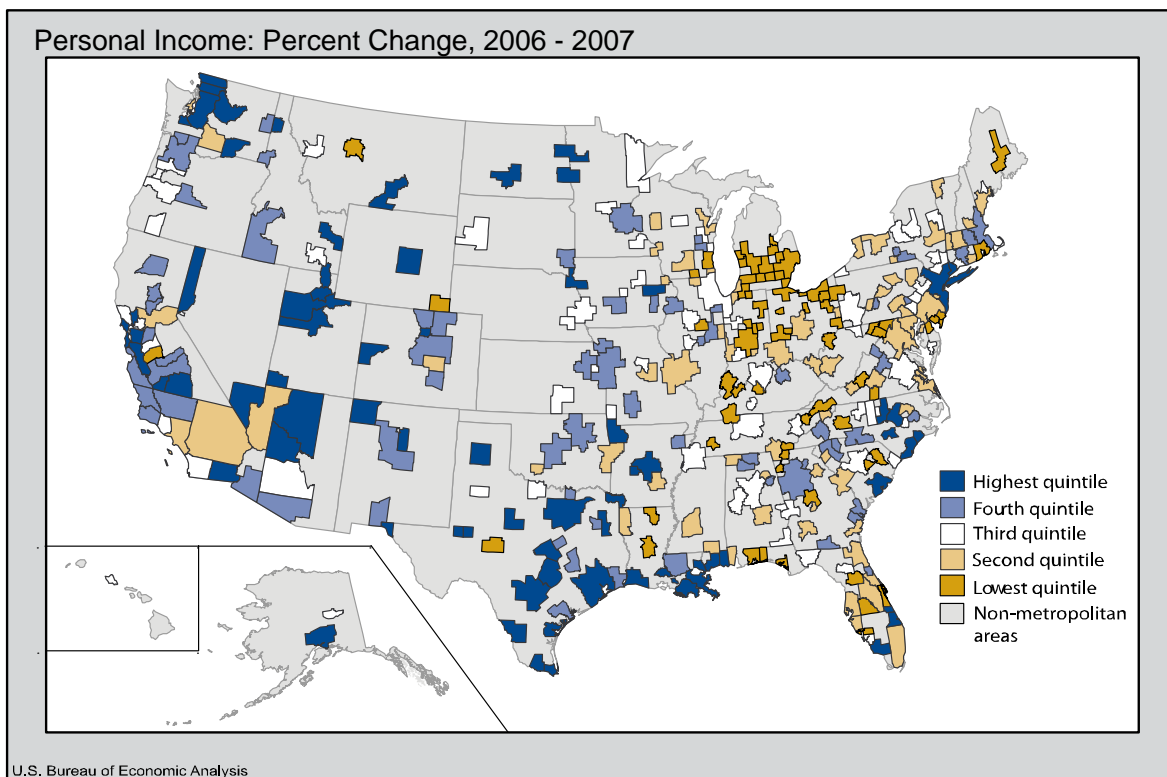 Personal Income: Percent Change, 2006 - 2007
Highest quintile
Fourth quintile
Third quintile
Second quintile
Lowest quintile
Non-metropolitan
areas
U.S. Bureau of Economic Analysis